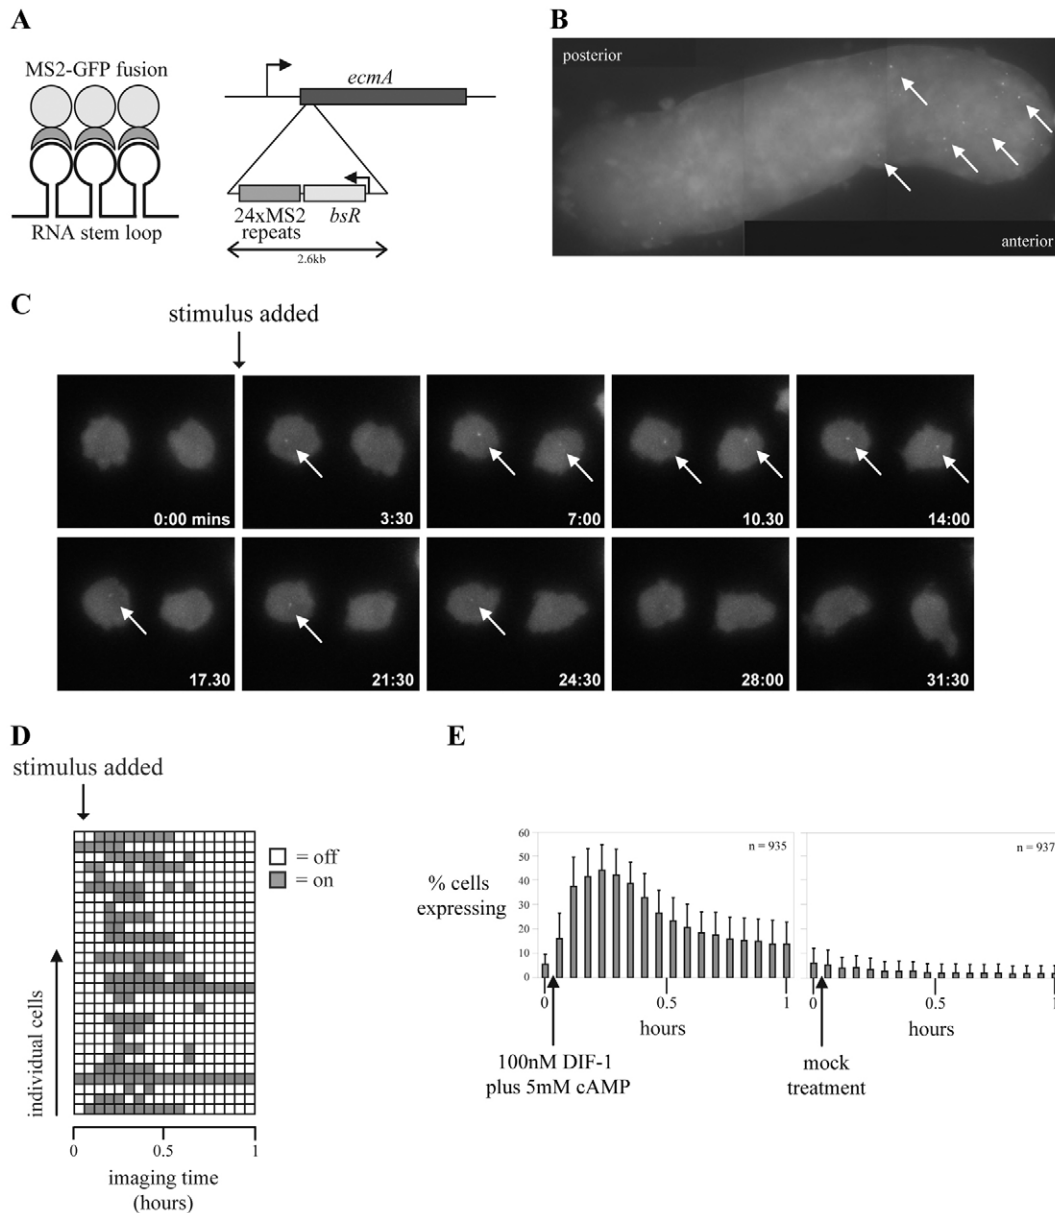 A
MS2-GFP fusion
RNA stem loop
ecmA
24xMS2
repeats
bsR
2.6kb
B
posterior
anterior
C
stimulus added
0:00 mins
3:30
7:00
10.30
14:00
17.30
21:30
24:30
28:00
31:30
D
stimulus added
= off
= on
individual cells
0
0.5
1
imaging time
(hours)
E
% cells
expressing
60
50
40
30
20
10
0
n = 935
0
0.5
1
hours
100nM DIF-1
plus 5mM cAMP
n = 937
0
0.5
1
hours
mock
treatment